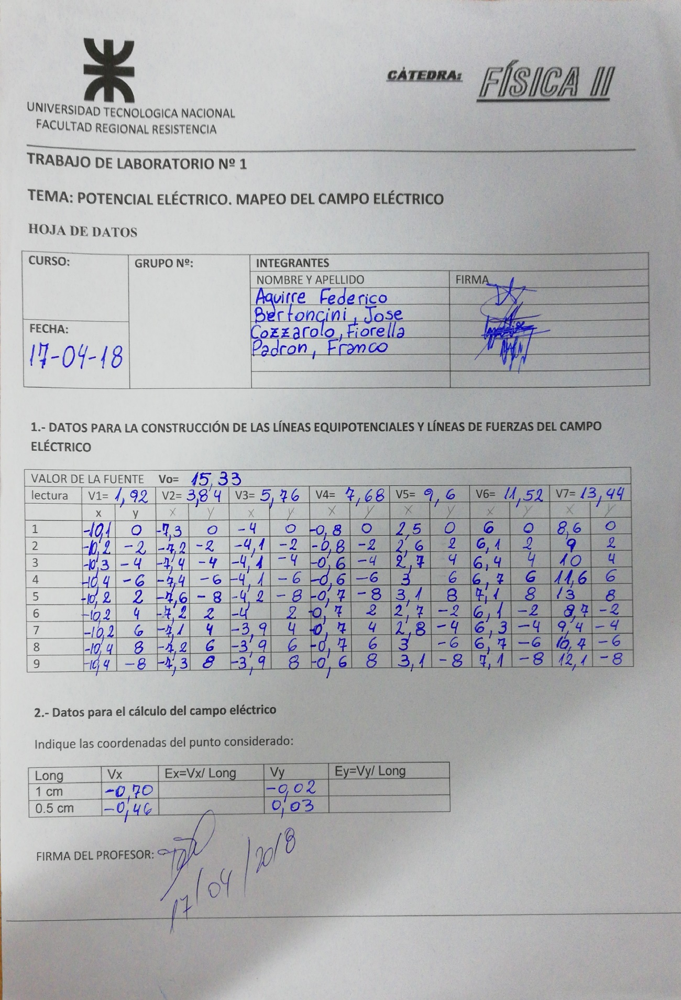 CÁTEDRA: FÍSICA II
UNIVERSIDAD TECNOLOGICA NACIONAL
FACULTAD REGIONAL RESISTENCIA
TRABAJO DE LABORATORIO Nº 1
TEMA: POTENCIAL ELÉCTRICO. MAPEO DEL CAMPO ELÉCTRICO
HOJA DE DATOS
CURSO: GRUPO Nº: INTEGRANTES
NOMBRE Y APELLIDO FIRMA
Aguirre Federico
Bertoncini, Jose
FECHA: Cozzarolo, Fiorella
17-04-18 Padron, Franco
1.- DATOS PARA LA CONSTRUCCIÓN DE LAS LÍNEAS EQUIPOTENCIALES Y LÍNEAS DE FUERZAS DEL CAMPO
ELÉCTRICO
VALOR DE LA FUENTE Vo= 15,33
lectura V1= 1,92 V2= 3,84 V3= 5,76 V4= 7,68 V5= 9,6 V6= 11,52 V7= 13,44
x y x y x y x y x y x y x y
1 -10,1 0 -7,3 0 -4 0 -0,8 0 2,5 0 6 0 8,6 0
2 -10,2 -2 -7,2 -2 -4,1 -2 -0,8 -2 2,6 2 6,1 2 9 2
3 -10,3 -4 -7,4 -4 -4,1 -4 -0,6 -4 2,7 4 6,4 4 10 4
4 -10,4 -6 -7,4 -6 -4,1 -6 -0,6 -6 3 6 6,7 6 11,6 6
5 -10,2 2 -7,6 -8 -4,2 -8 -0,7 -8 3,1 8 7,1 8 13 8
6 -10,2 4 -7,2 2 -4 2 -0,7 2 2,7 -2 6,1 -2 8,7 -2
7 -10,2 6 -7,1 4 -3,9 4 -0,7 4 2,8 -4 6,3 -4 9,4 -4
8 -10,4 8 -7,2 6 -3,9 6 -0,7 6 3 -6 6,7 -6 10,7 -6
9 -10,4 -8 -7,3 8 -3,9 8 -0,6 8 3,1 -8 7,1 -8 12,1 -8
2.- Datos para el cálculo del campo eléctrico
Indique las coordenadas del punto considerado:
Long Vx Ex=Vx/ Long Vy Ey=Vy/ Long
1 cm -0,70 -0,02
0.5 cm -0,46 0,03
FIRMA DEL PROFESOR:
17/04/2018